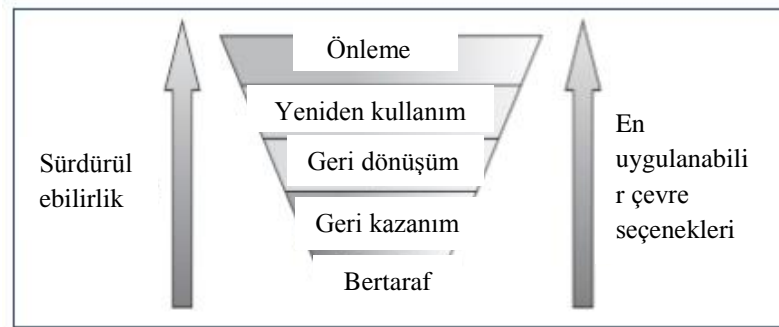 Önleme
Yeniden kullanım
Geri dönüşüm
Geri kazanım
Bertaraf
Sürdürül
ebilirlik
En
uygulanabili
r çevre
seçenekleri